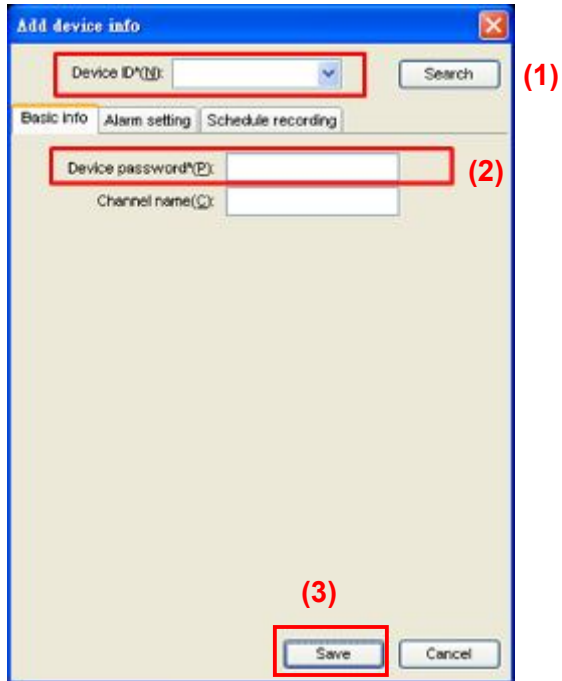 Add device info
Device ID*(N): Search (1)
Basic info Alarm setting Schedule recording
Device password*(P): (2)
Channel name(C):
(3)
Save Cancel